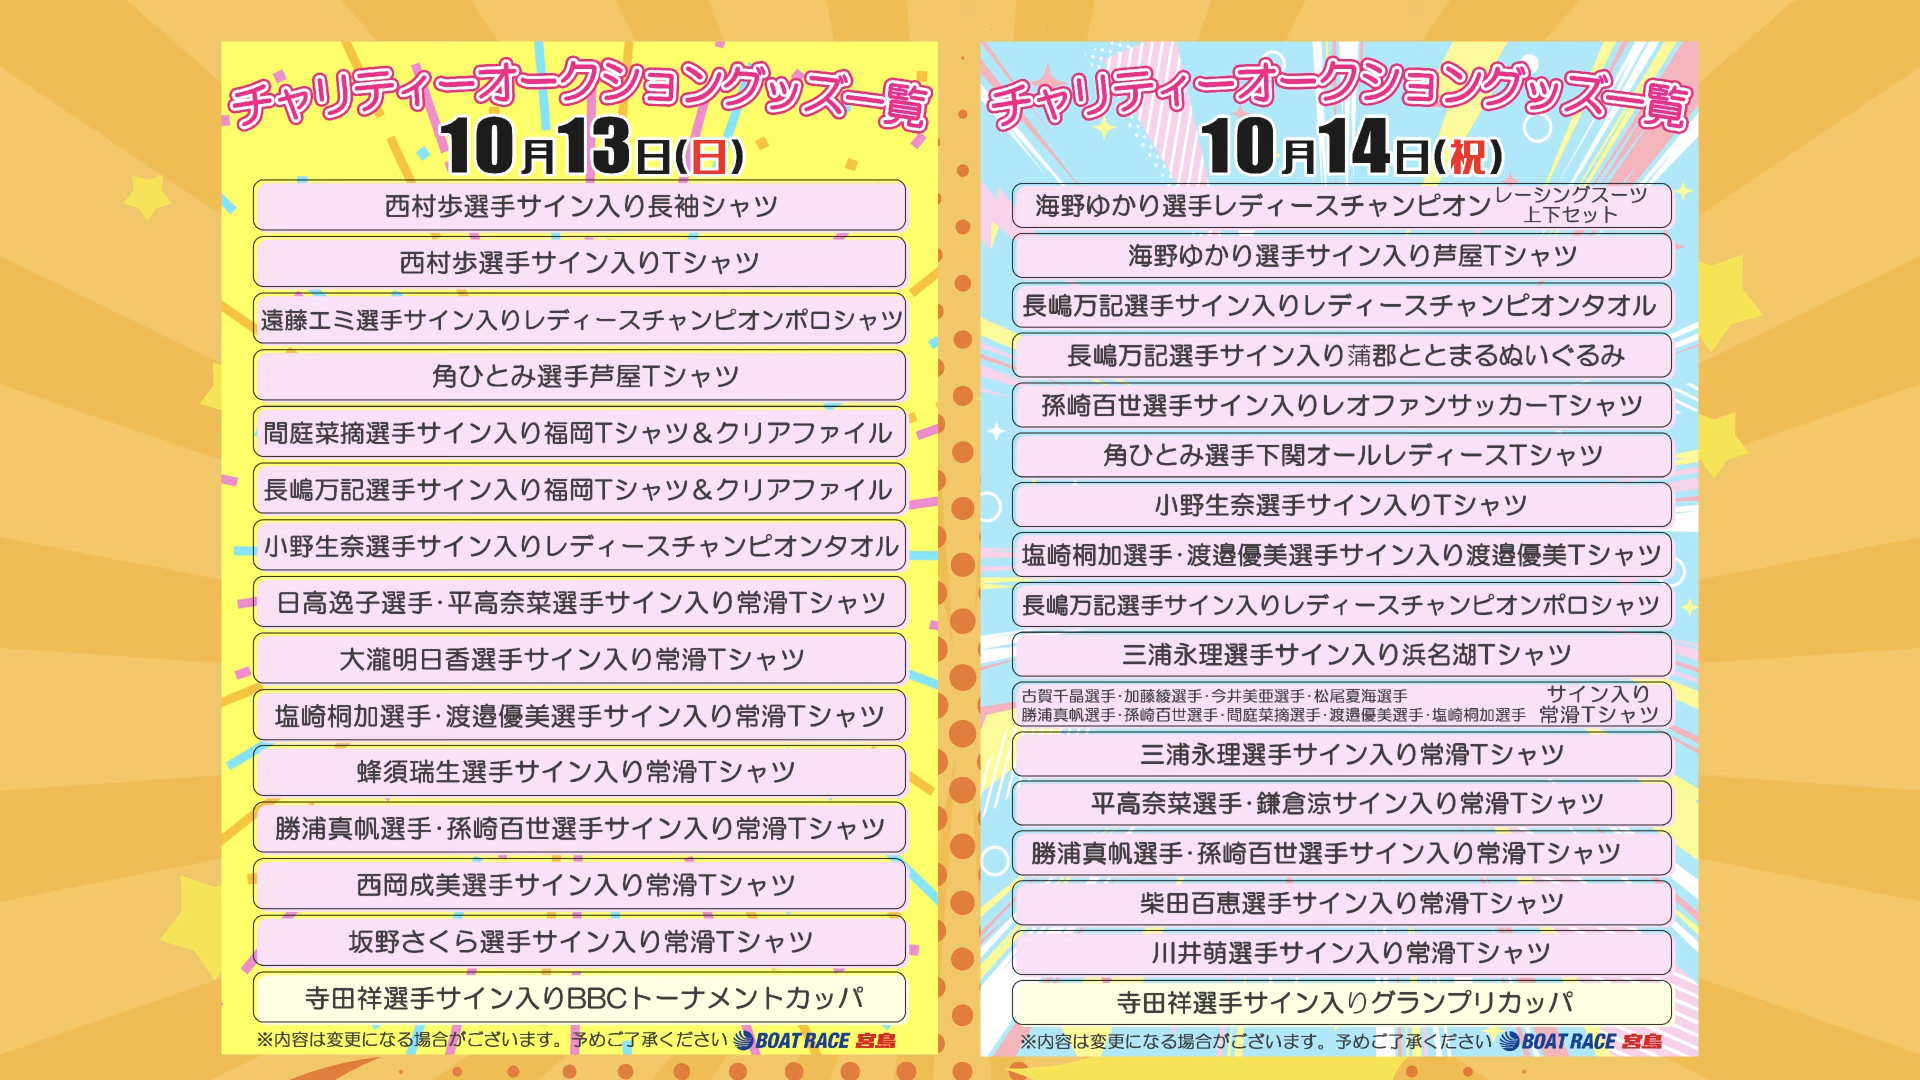 チャリティーオークショングッズ一覧
10月13日(日)
西村歩選手サイン入り長袖シャツ
西村歩選手サイン入りTシャツ
遠藤エミ選手サイン入りレディースチャンピオンポロシャツ
角ひとみ選手芦屋Tシャツ
間庭菜摘選手サイン入り福岡Tシャツ＆クリアファイル
長嶋万記選手サイン入り福岡Tシャツ＆クリアファイル
小野生奈選手サイン入りレディースチャンピオンタオル
日高逸子選手・平高奈菜選手サイン入り常滑Tシャツ
大瀧明日香選手サイン入り常滑Tシャツ
塩崎桐加選手・渡邉優美選手サイン入り常滑Tシャツ
蜂須瑞生選手サイン入り常滑Tシャツ
勝浦真帆選手・孫崎百世選手サイン入り常滑Tシャツ
西岡成美選手サイン入り常滑Tシャツ
坂野さくら選手サイン入り常滑Tシャツ
寺田祥選手サイン入りBBCトーナメントカッパ
※内容は変更になる場合がございます。予めご了承ください BOAT RACE 宮島
チャリティーオークショングッズ一覧
10月14日(祝)
海野ゆかり選手レディースチャンピオンレーシングスーツ
上下セット
海野ゆかり選手サイン入り芦屋Tシャツ
長嶋万記選手サイン入りレディースチャンピオンタオル
長嶋万記選手サイン入り蒲郡ととまるぬいぐるみ
孫崎百世選手サイン入りレオファンサッカーTシャツ
角ひとみ選手下関オールレディースTシャツ
小野生奈選手サイン入りTシャツ
塩崎桐加選手・渡邉優美選手サイン入り渡邉優美Tシャツ
長嶋万記選手サイン入りレディースチャンピオンポロシャツ
三浦永理選手サイン入り浜名湖Tシャツ
古賀千晶選手・加藤綾選手・今井美亜選手・松尾夏海選手
勝浦真帆選手・孫崎百世選手・間庭菜摘選手・渡邉優美選手・塩崎桐加選手
サイン入り
常滑Tシャツ
三浦永理選手サイン入り常滑Tシャツ
平高奈菜選手・鎌倉涼サイン入り常滑Tシャツ
勝浦真帆選手・孫崎百世選手サイン入り常滑Tシャツ
柴田百恵選手サイン入り常滑Tシャツ
川井萌選手サイン入り常滑Tシャツ
寺田祥選手サイン入りグランプリカッパ
※内容は変更になる場合がございます。予めご了承ください BOAT RACE 宮島